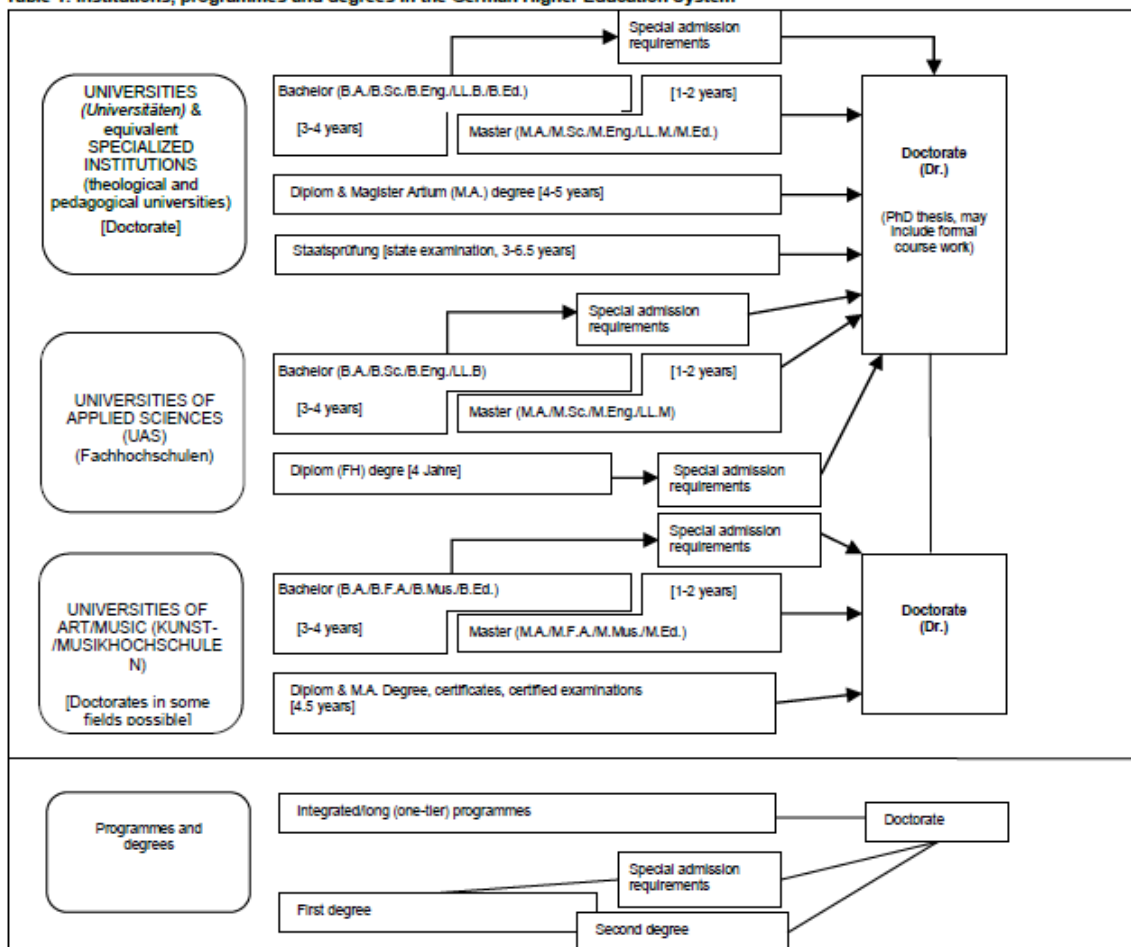 Table 1: Institutions, programmes and degrees in the German Higher Education System
Special admission
requirements
UNIVERSITIES
(Universitäten) &
equivalent
SPECIALIZED
INSTITUTIONS
(theological and
pedagogical universities)
[Doctorate]
Bachelor (B.A./B.Sc./B.Eng./LL.B./B.Ed.)
[3-4 years]
[1-2 years]
Master (M.A./M.Sc./M.Eng./LL.M./M.Ed.)
Diplom & Magister Artium (M.A.) degree [4-5 years]
Staatsprüfung [state examination, 3-6.5 years]
Doctorate
(Dr.)
(PhD thesis, may
include formal
course work)
Special admission
requirements
UNIVERSITIES OF
APPLIED SCIENCES
(UAS)
(Fachhochschulen)
Bachelor (B.A./B.Sc./B.Eng./LL.B)
[3-4 years]
[1-2 years]
Master (M.A./M.Sc./M.Eng./LL.M)
Diplom (FH) degre [4 Jahre]
Special admission
requirements
Special admission
requirements
UNIVERSITIES OF
ART/MUSIC (KUNST-
/MUSIKHOCHSCHULE
N)
[Doctorates in some
fields possible]
Bachelor (B.A./B.F.A./B.Mus./B.Ed.)
[3-4 years]
[1-2 years]
Master (M.A./M.F.A./M.Mus./M.Ed.)
Diplom & M.A. Degree, certificates, certified examinations
[4.5 years]
Doctorate
(Dr.)
Programmes and
degrees
Integrated/long (one-tier) programmes
Doctorate
Special admission
requirements
First degree
Second degree